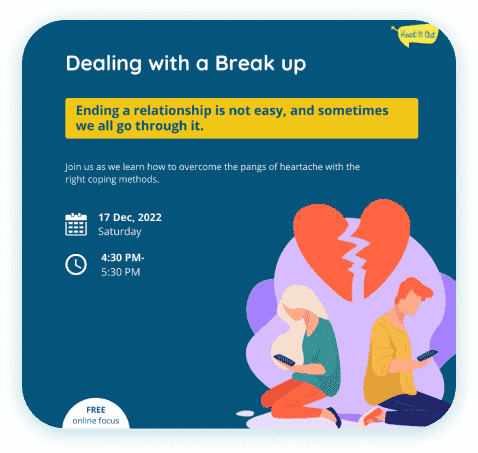 Heart It Out
Dealing with a Break up
Ending a relationship is not easy, and sometimes
we all go through it.
Join us as we learn how to overcome the pangs of heartache with the
right coping methods.
17 Dec, 2022
Saturday
4:30 PM-
5:30 PM
FREE
online focus